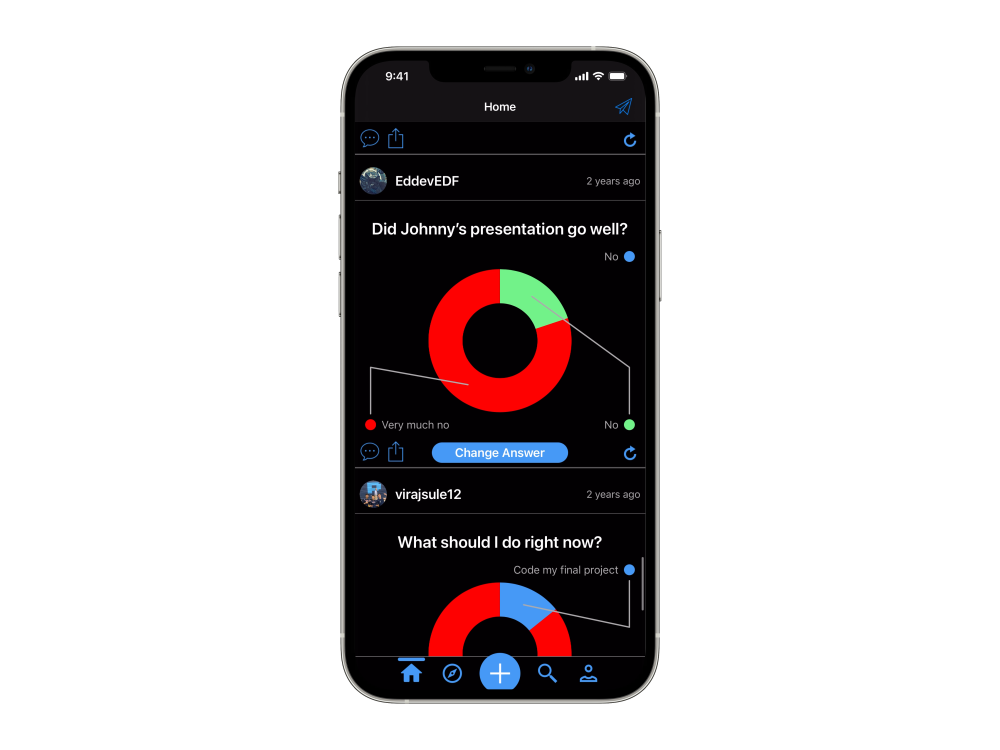 9:41
Home
EddevEDF
2 years ago
Did Johnny’s presentation go well?
No
Very much no
No
Change Answer
virajsule12
2 years ago
What should I do right now?
Code my final project